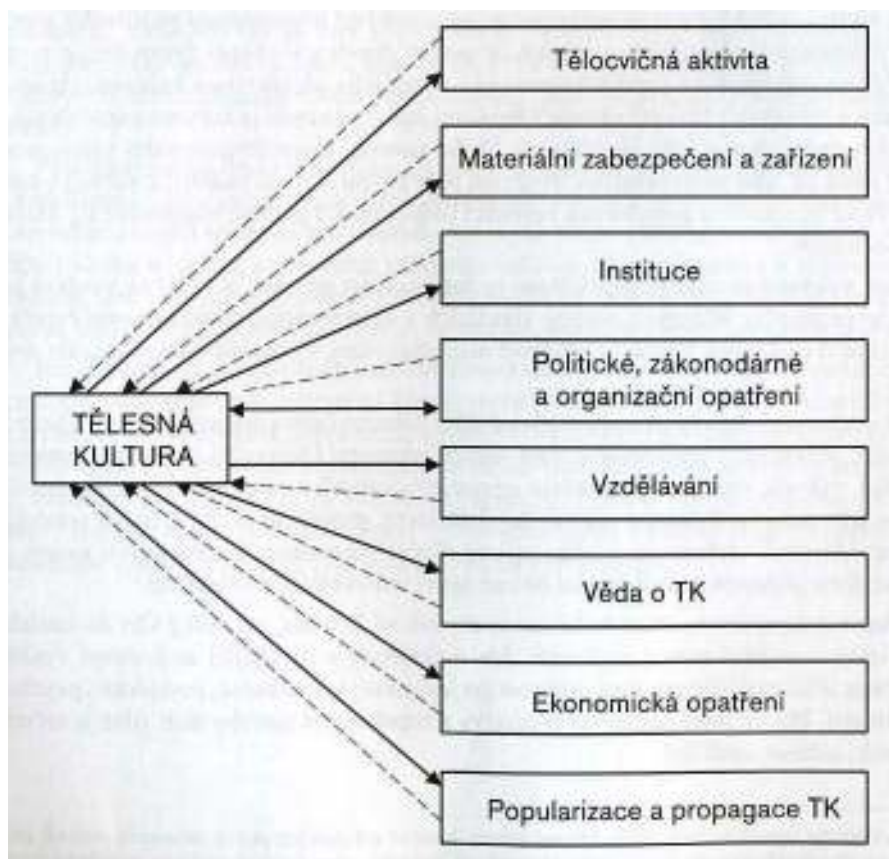 Tělocvičná aktivita
Materiální zabezpečení a zařízení
Instituce
Politické, zákonodárné
a organizační opatření
TĚLESNÁ
KULTURA
Vzdělávání
Věda o TK
Ekonomická opatření
Popularizace a propagace TK